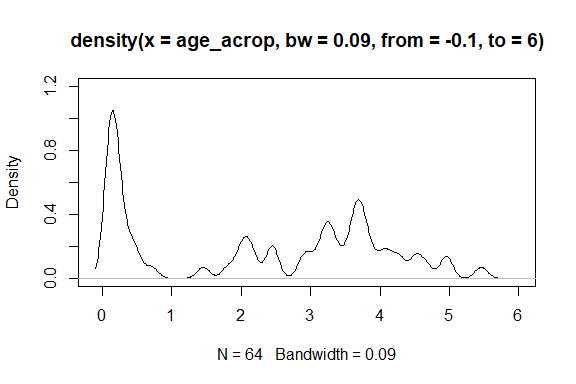 density(x = age_acrop, bw = 0.09, from = -0.1, to = 6)
Density
1.2
0.8
0.4
0.0
0 1 2 3 4 5 6
N = 64 Bandwidth = 0.09